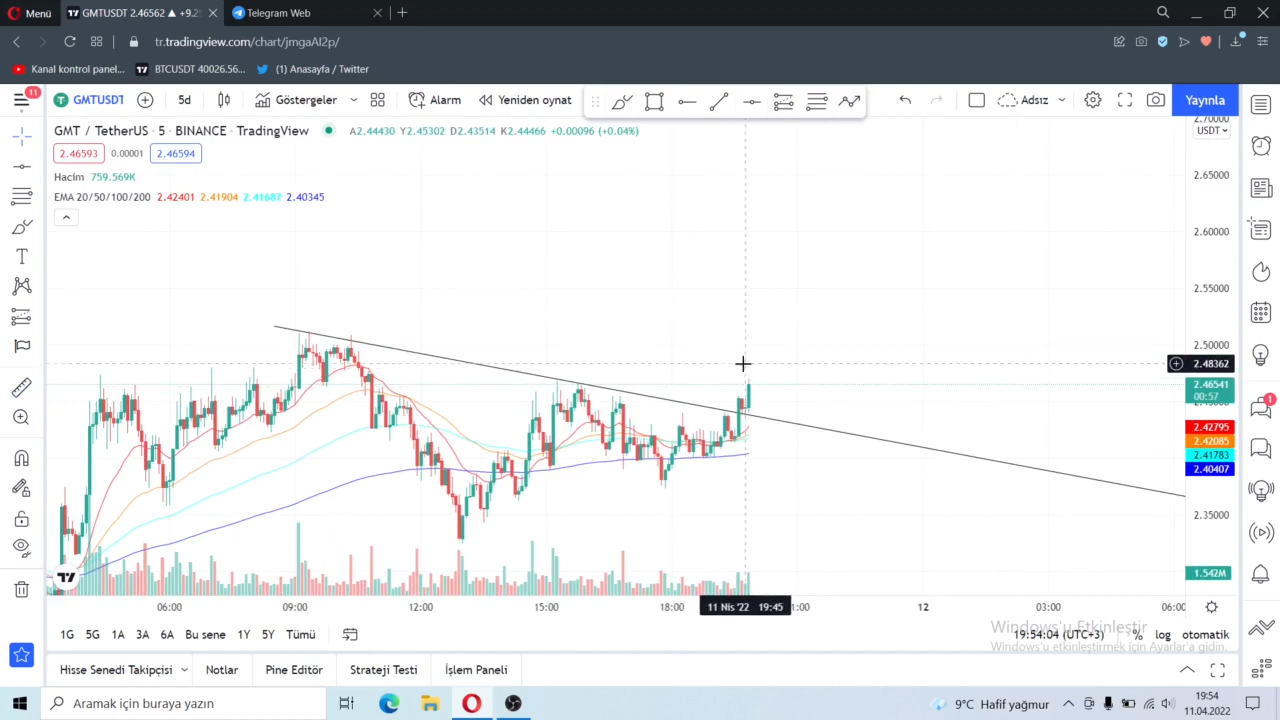 Menü
GMTUSDT 2.46562 ▲ +9.2
Telegram Web
tr.tradingview.com/chart/jmgaAl2p/
Kanal kontrol panel...
BTCUSDT 40026.56...
(1) Anasayfa / Twitter
11
GMTUSDT
5d
Göstergeler
Alarm
Yeniden oynat
Adsız
Yayınla
GMT / TetherUS · 5 · BINANCE · TradingView
A2.44430 Y2.45302 D2.43514 K2.44466 +0.00096 (+0.04%)
2.70000
USDT
2.46593
0.00001
2.46594
Hacim 759.569K
EMA 20/50/100/200 2.42401 2.41904 2.41687 2.40345
2.65000
2.60000
2.55000
2.50000
2.48362
2.46541
00:57
2.42795
2.42085
2.41783
2.40407
2.35000
1.542M
1
06:00
09:00
12:00
15:00
18:00
11 Nis '22 19:45
1:00
12
03:00
06:00
1G
5G
1A
3A
6A
Bu sene
1Y
5Y
Tümü
19:54:04 (UTC+3)
%
log
otomatik
Windows'u Etkinleştir
Windows'u etkinleştirmek için Ayarlar'a gidin.
Hisse Senedi Takipçisi
Notlar
Pine Editör
Strateji Testi
İşlem Paneli
Aramak için buraya yazın
9°C Hafif yağmur
19:54
11.04.2022